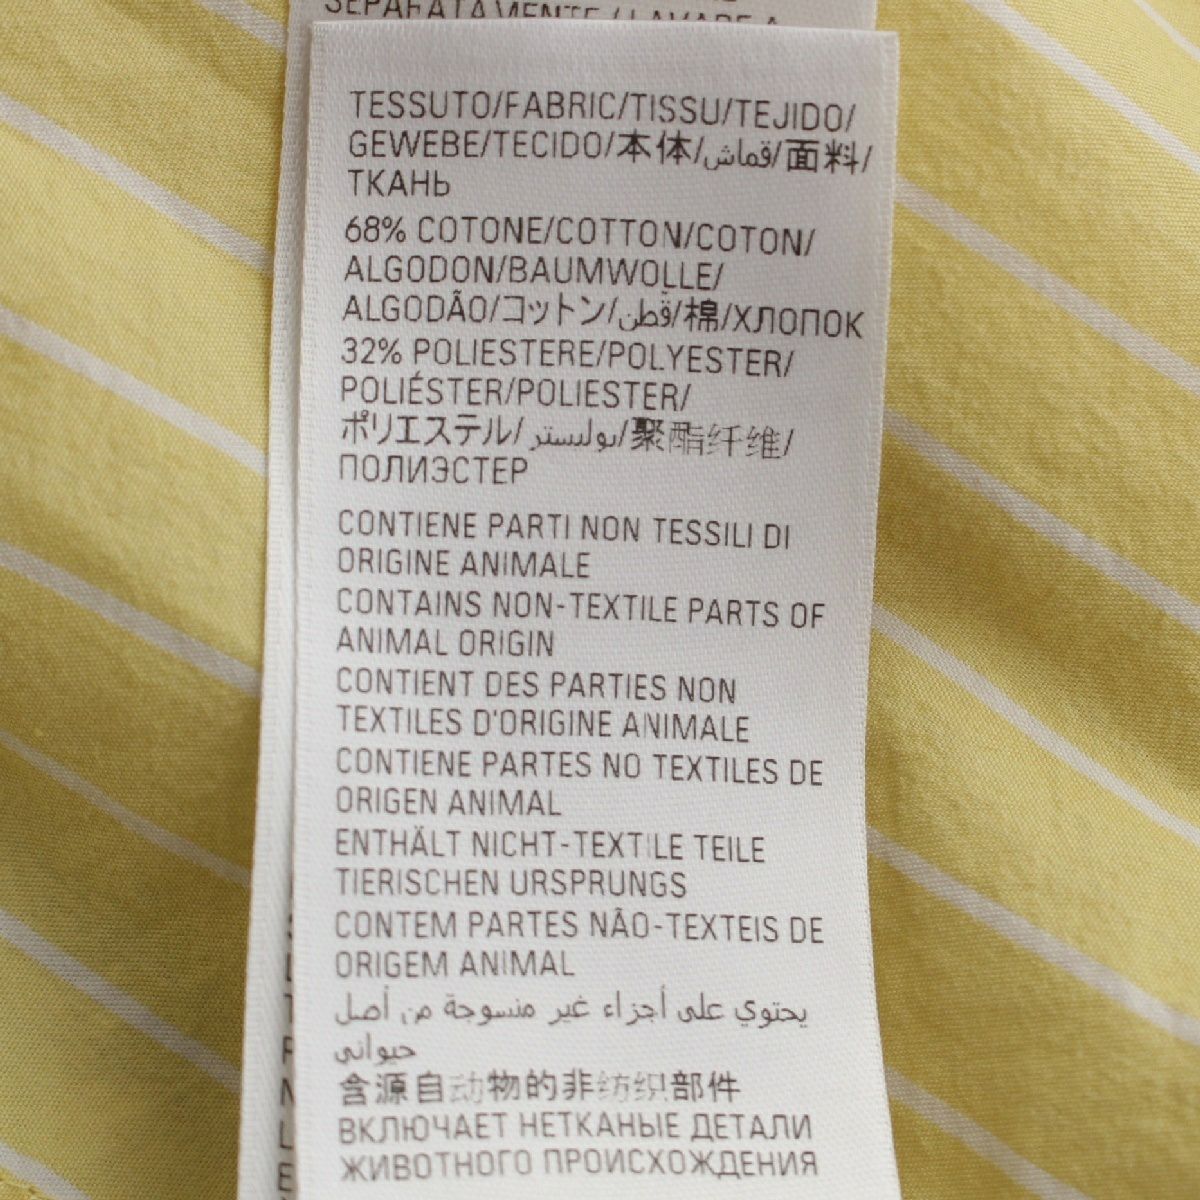 SEPARATAMENTE / LAVARE A
TESSUTO/FABRIC/TISSU/TEJIDO/
GEWEBE/TECIDO/本体/قماش/面料/
ТКАНЬ
68% COTONE/COTTON/COTON/
ALGODON/BAUMWOLLE/
ALGODÃO/コットン/قطن/棉/ХЛОПОК
32% POLIESTERE/POLYESTER/
POLIÉSTER/POLIESTER/
ポリエステル/بوليستر/聚酯纤维/
ПОЛИЭСТЕР
CONTIENE PARTI NON TESSILI DI
ORIGINE ANIMALE
CONTAINS NON-TEXTILE PARTS OF
ANIMAL ORIGIN
CONTIENT DES PARTIES NON
TEXTILES D'ORIGINE ANIMALE
CONTIENE PARTES NO TEXTILES DE
ORIGEN ANIMAL
ENTHÄLT NICHT-TEXTILE TEILE
TIERISCHEN URSPRUNGS
CONTEM PARTES NÃO-TEXTEIS DE
ORIGEM ANIMAL
يحتوي على أجزاء غير منسوجة من أصل
حيواني
含源自动物的非纺织部件
ВКЛЮЧАЕТ НЕТКАНЫЕ ДЕТАЛИ
ЖИВОТНОГО ПРОИСХОЖДЕНИЯ